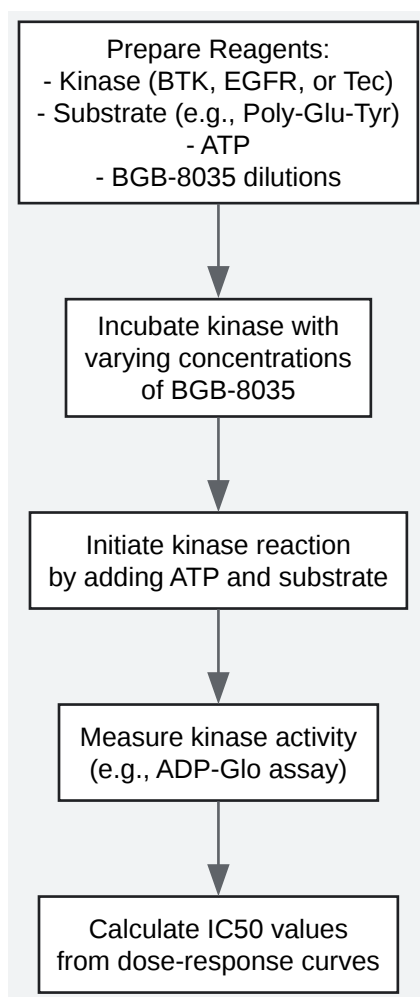 Prepare Reagents:
- Kinase (BTK, EGFR, or Tec)
- Substrate (e.g., Poly-Glu-Tyr)
- ATP
- BGB-8035 dilutions
Incubate kinase with
varying concentrations
of BGB-8035
Initiate kinase reaction
by adding ATP and substrate
Measure kinase activity
(e.g., ADP-Glo assay)
Calculate IC50 values
from dose-response curves